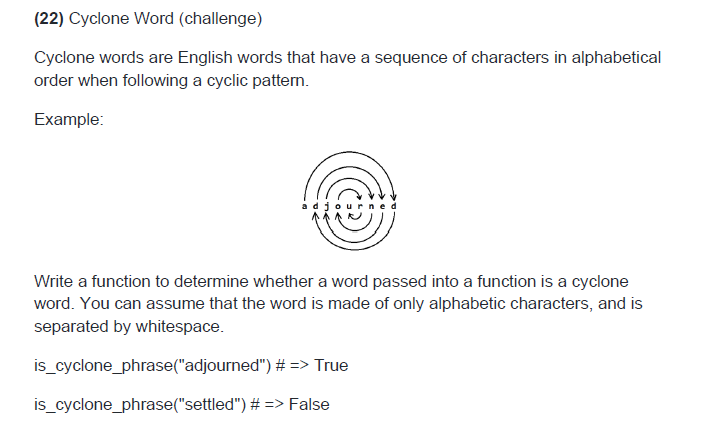 (22) Cyclone Word (challenge)
Cyclone words are English words that have a sequence of characters in alphabetical
order when following a cyclic pattern.
Example:
a d j o u r n e d
Write a function to determine whether a word passed into a function is a cyclone
word. You can assume that the word is made of only alphabetic characters, and is
separated by whitespace.
is_cyclone_phrase("adjourned") # => True
is_cyclone_phrase("settled") # => False